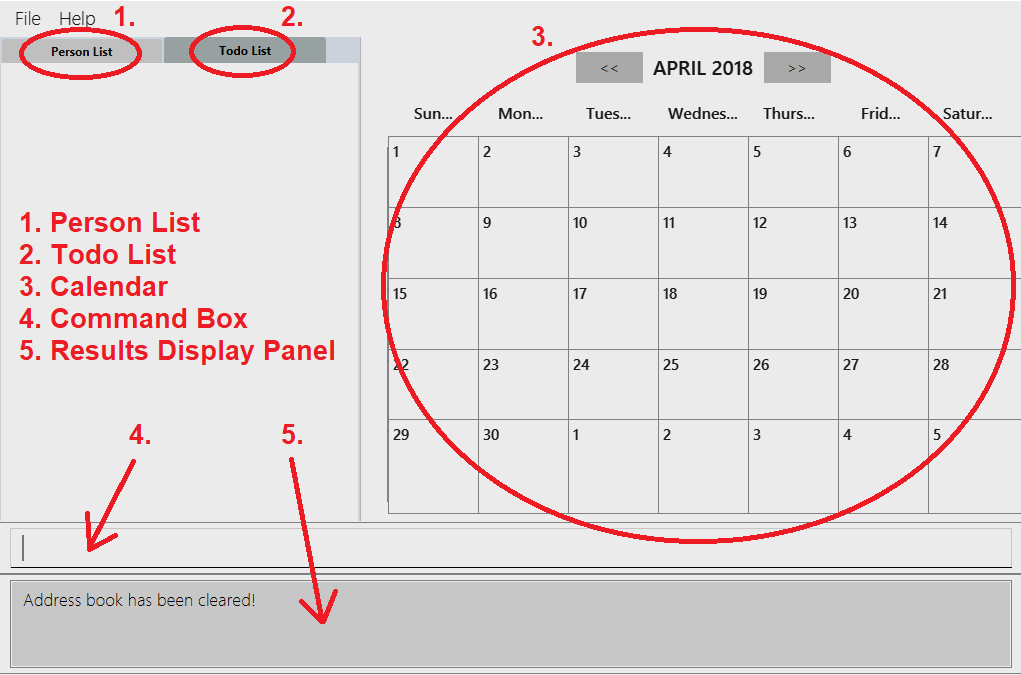 File Help 1. 2.
Person List Todo List 3.
<< APRIL 2018 >>
Sun... Mon... Tues... Wednes... Thurs... Frid... Satur...
1 2 3 4 5 6 7
8 9 10 11 12 13 14
15 16 17 18 19 20 21
22 23 24 25 26 27 28
29 30 1 2 3 4 5
1. Person List
2. Todo List
3. Calendar
4. Command Box
5. Results Display Panel
4. 5.
Address book has been cleared!